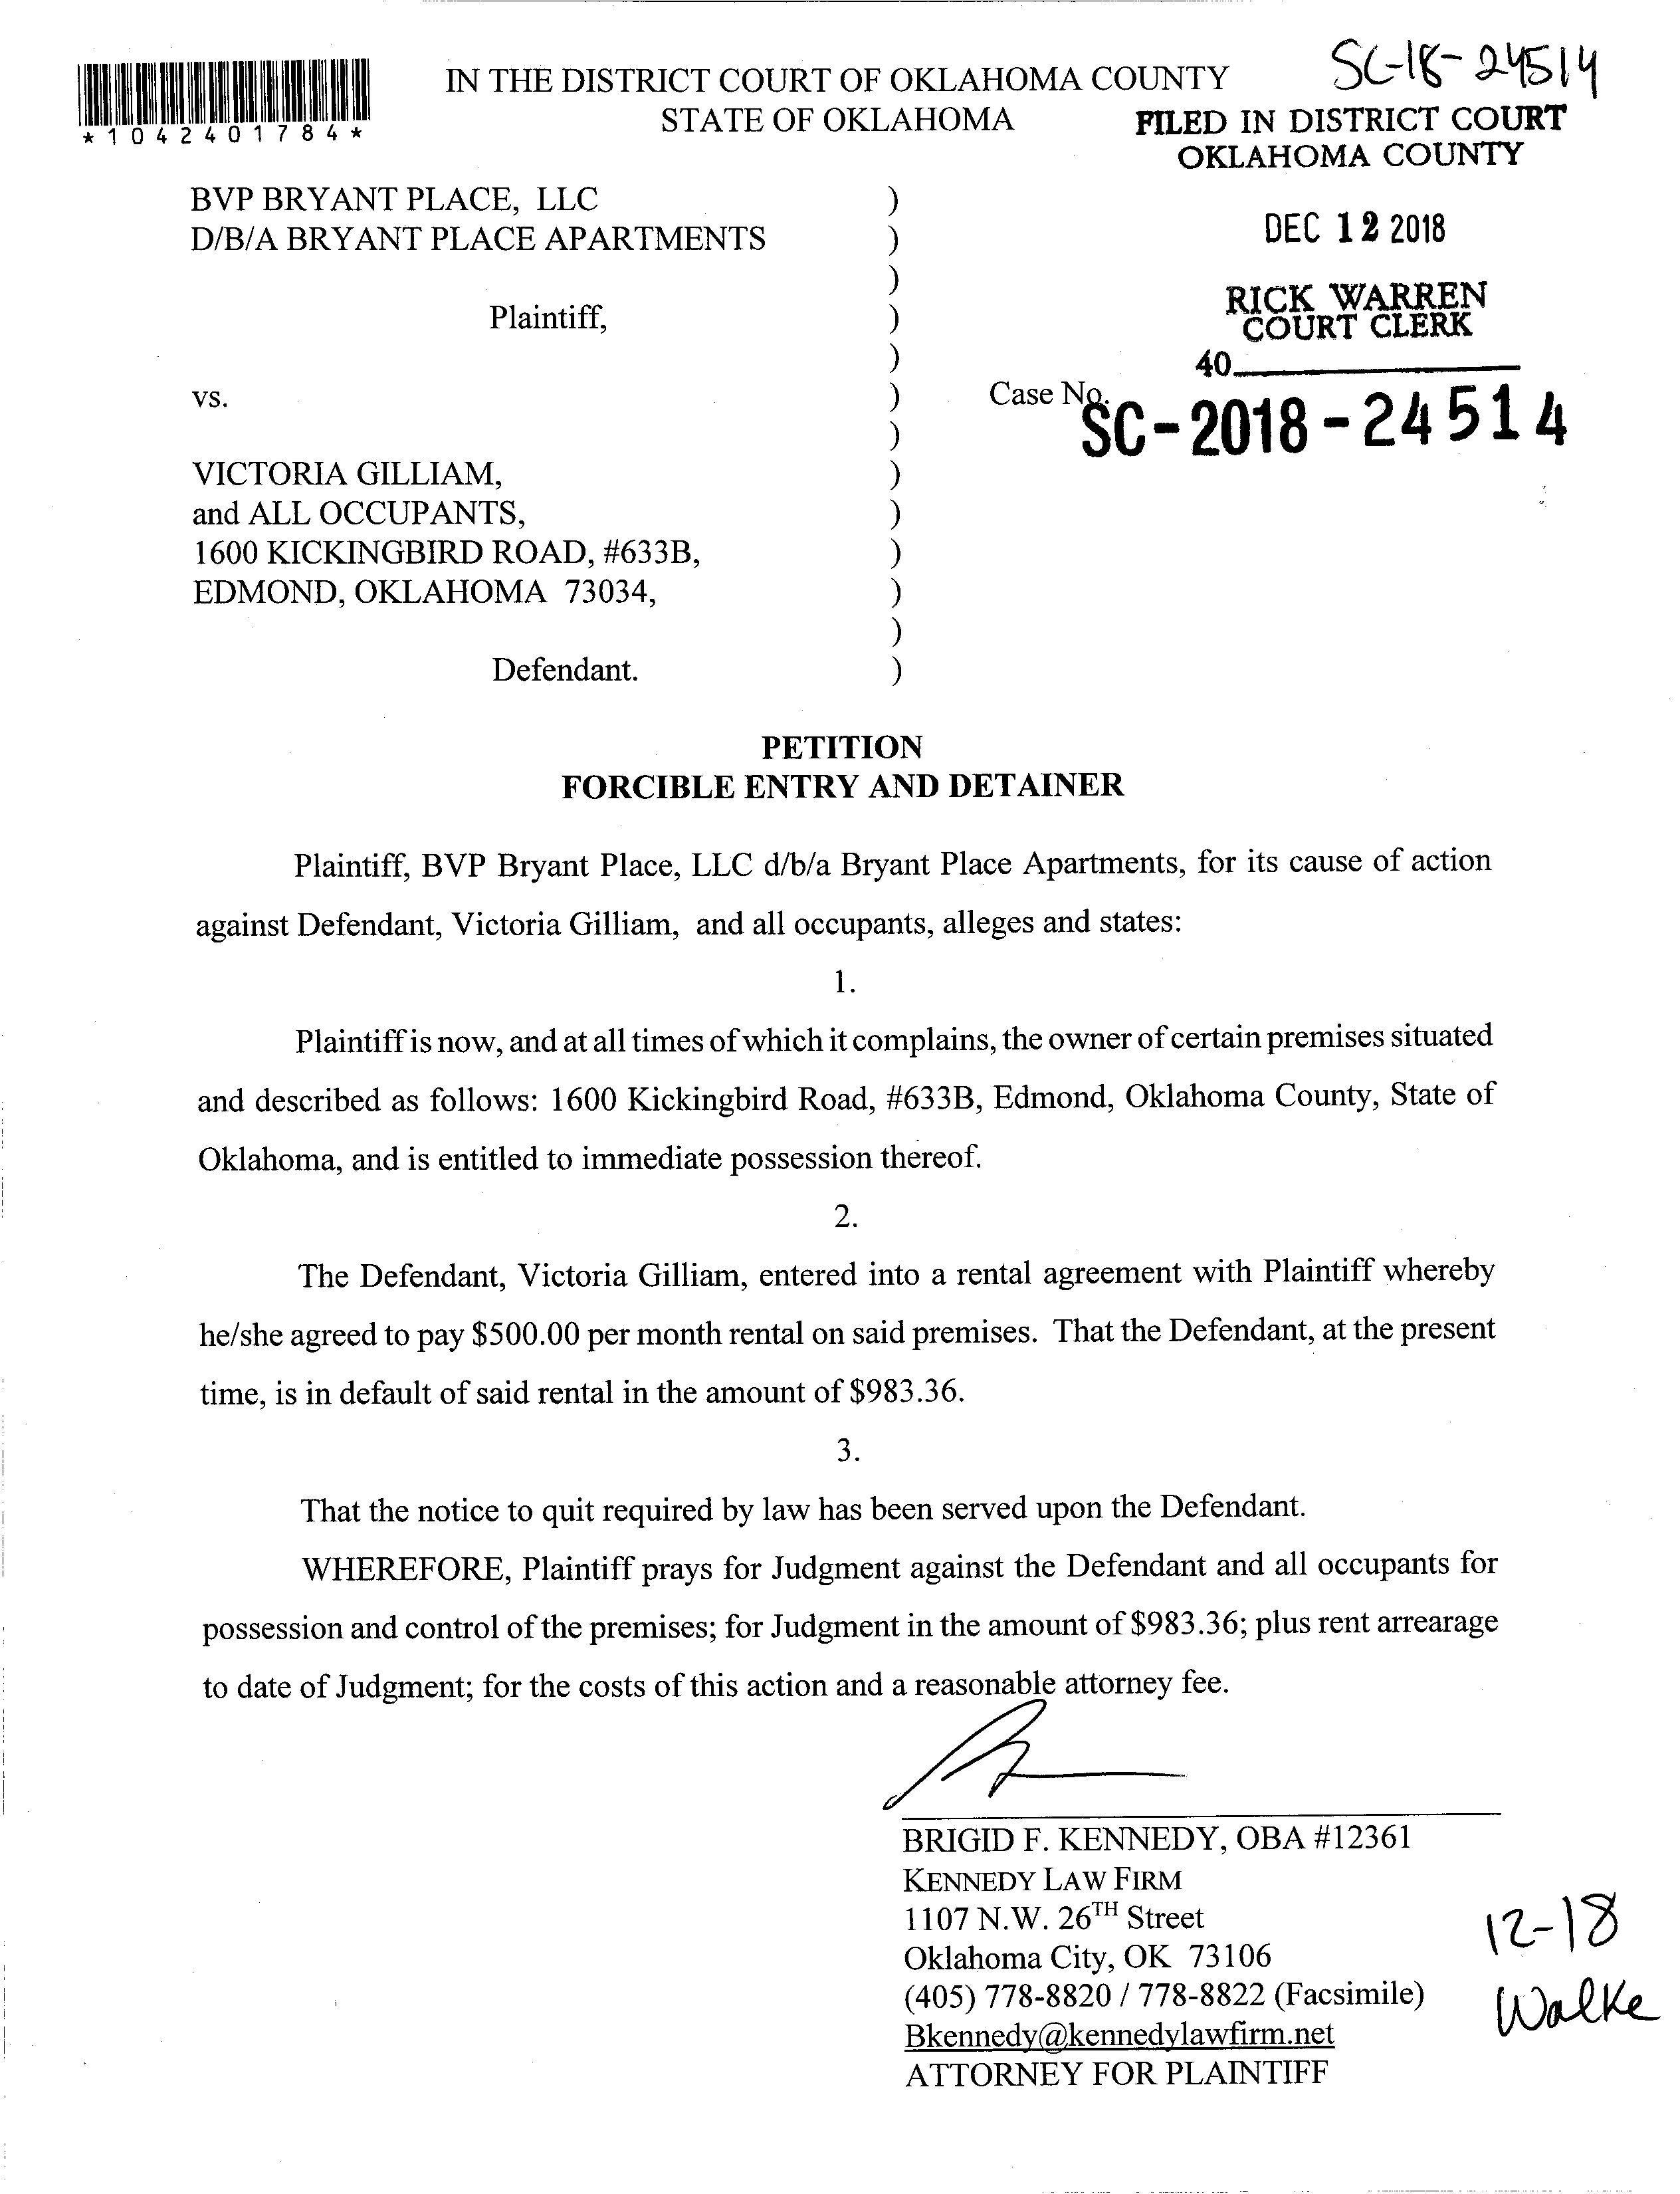 SC-18-24514
IN THE DISTRICT COURT OF OKLAHOMA COUNTY
STATE OF OKLAHOMA
*1042401784*
FILED IN DISTRICT COURT
OKLAHOMA COUNTY
DEC 12 2018
RICK WARREN
COURT CLERK
40
BVP BRYANT PLACE, LLC )
D/B/A BRYANT PLACE APARTMENTS )
)
Plaintiff, )
)
vs. ) Case No. SC-2018-24514
)
VICTORIA GILLIAM, )
and ALL OCCUPANTS, )
1600 KICKINGBIRD ROAD, #633B, )
EDMOND, OKLAHOMA 73034, )
)
Defendant. )
PETITION
FORCIBLE ENTRY AND DETAINER
Plaintiff, BVP Bryant Place, LLC d/b/a Bryant Place Apartments, for its cause of action
against Defendant, Victoria Gilliam, and all occupants, alleges and states:
1.
Plaintiff is now, and at all times of which it complains, the owner of certain premises situated
and described as follows: 1600 Kickingbird Road, #633B, Edmond, Oklahoma County, State of
Oklahoma, and is entitled to immediate possession thereof.
2.
The Defendant, Victoria Gilliam, entered into a rental agreement with Plaintiff whereby
he/she agreed to pay $500.00 per month rental on said premises. That the Defendant, at the present
time, is in default of said rental in the amount of $983.36.
3.
That the notice to quit required by law has been served upon the Defendant.
WHEREFORE, Plaintiff prays for Judgment against the Defendant and all occupants for
possession and control of the premises; for Judgment in the amount of $983.36; plus rent arrearage
to date of Judgment; for the costs of this action and a reasonable attorney fee.
BRIGID F. KENNEDY, OBA #12361
KENNEDY LAW FIRM
1107 N.W. 26TH Street
Oklahoma City, OK 73106
(405) 778-8820 / 778-8822 (Facsimile)
Bkennedy@kennedylawfirm.net
ATTORNEY FOR PLAINTIFF
12-18
Walke